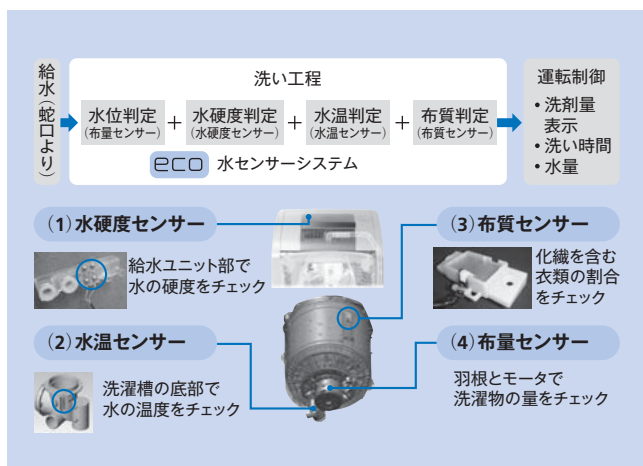 給水(蛇口より)
洗い工程
水位判定 + 水硬度判定 + 水温判定 + 布質判定
(布量センサー) (水硬度センサー) (水温センサー) (布質センサー)
eco 水センサーシステム
運転制御
• 洗剤量
表示
• 洗い時間
• 水量
(1)水硬度センサー
給水ユニット部で
水の硬度をチェック
(2)水温センサー
洗濯槽の底部で
水の温度をチェック
(3)布質センサー
化繊を含む
衣類の割合
をチェック
(4)布量センサー
羽根とモータで
洗濯物の量をチェック